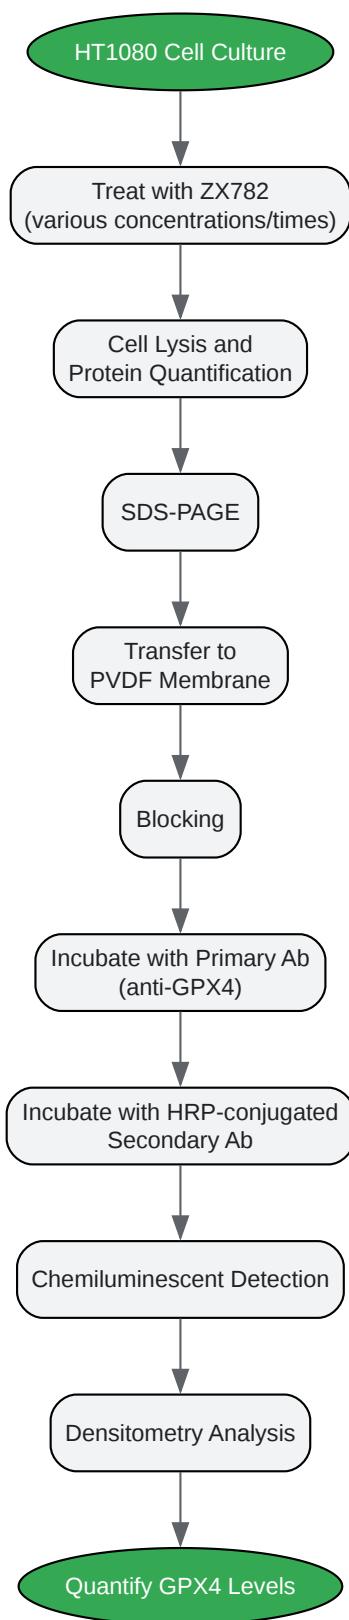 HT1080 Cell Culture
Treat with ZX782
(various concentrations/times)
Cell Lysis and
Protein Quantification
SDS-PAGE
Transfer to
PVDF Membrane
Blocking
Incubate with Primary Ab
(anti-GPX4)
Incubate with HRP-conjugated
Secondary Ab
Chemiluminescent Detection
Densitometry Analysis
Quantify GPX4 Levels